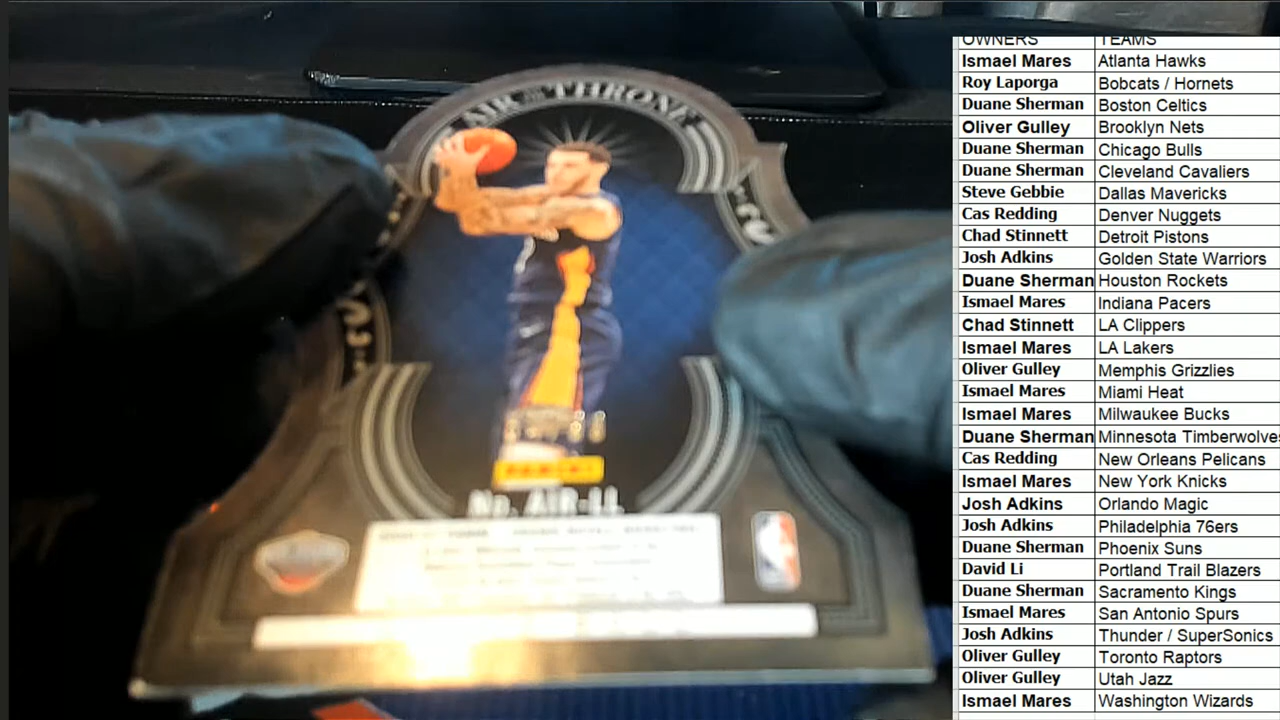 OWNERS TEAMS
Ismael Mares Atlanta Hawks
Roy Laporga Bobcats / Hornets
Duane Sherman Boston Celtics
Oliver Gulley Brooklyn Nets
Duane Sherman Chicago Bulls
Duane Sherman Cleveland Cavaliers
Steve Gebbie Dallas Mavericks
Cas Redding Denver Nuggets
Chad Stinnett Detroit Pistons
Josh Adkins Golden State Warriors
Duane Sherman Houston Rockets
Ismael Mares Indiana Pacers
Chad Stinnett LA Clippers
Ismael Mares LA Lakers
Oliver Gulley Memphis Grizzlies
Ismael Mares Miami Heat
Ismael Mares Milwaukee Bucks
Duane Sherman Minnesota Timberwolve
Cas Redding New Orleans Pelicans
Ismael Mares New York Knicks
Josh Adkins Orlando Magic
Josh Adkins Philadelphia 76ers
Duane Sherman Phoenix Suns
David Li Portland Trail Blazers
Duane Sherman Sacramento Kings
Ismael Mares San Antonio Spurs
Josh Adkins Thunder / SuperSonics
Oliver Gulley Toronto Raptors
Oliver Gulley Utah Jazz
Ismael Mares Washington Wizards
AIR THRONE
PANINI
No. AIR-LL